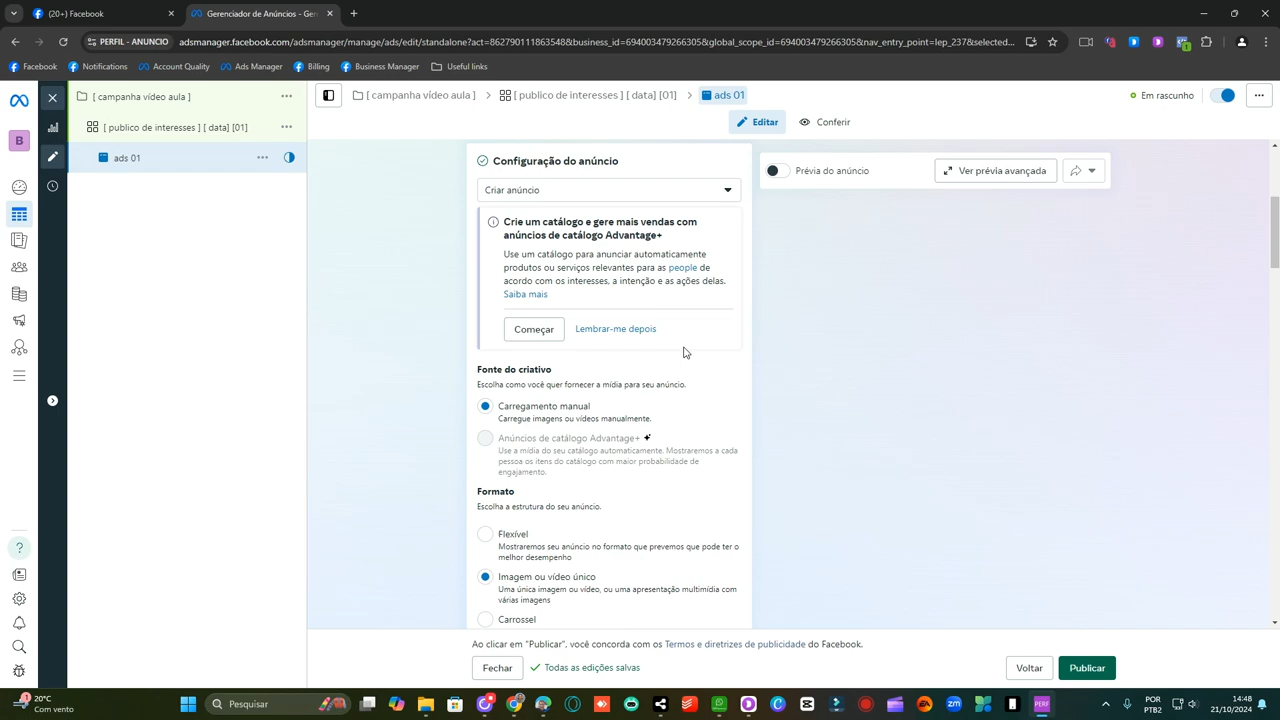 (20+) Facebook
Gerenciador de Anúncios - Ger
PERFIL - ANUNCIO
adsmanager.facebook.com/adsmanager/manage/ads/edit/standalone?act=862790111863548&business_id=694003479266305&global_scope_id=694003479266305&nav_entry_point=lep_237&selected...
Facebook
Notifications
Account Quality
Ads Manager
Billing
Business Manager
Useful links
B
[ campanha vídeo aula ]
[ publico de interesses ] [ data] [01]
ads 01
?
[ campanha vídeo aula ] > [ publico de interesses ] [ data] [01] > ads 01
Em rascunho
Editar
Conferir
Configuração do anúncio
Criar anúncio
Crie um catálogo e gere mais vendas com
anúncios de catálogo Advantage+
Use um catálogo para anunciar automaticamente
produtos ou serviços relevantes para as people de
acordo com os interesses, a intenção e as ações delas.
Saiba mais
Começar
Lembrar-me depois
Fonte do criativo
Escolha como você quer fornecer a mídia para seu anúncio.
Carregamento manual
Carregue imagens ou vídeos manualmente.
Anúncios de catálogo Advantage+
Use a mídia do seu catálogo automaticamente. Mostraremos a cada
pessoa os itens do catálogo com maior probabilidade de
engajamento.
Formato
Escolha a estrutura do seu anúncio.
Flexível
Mostraremos seu anúncio no formato que prevemos que pode ter o
melhor desempenho
Imagem ou vídeo único
Uma única imagem ou vídeo, ou uma apresentação multimídia com
várias imagens
Carrossel
Prévia do anúncio
Ver prévia avançada
Ao clicar em "Publicar", você concorda com os Termos e diretrizes de publicidade do Facebook.
Fechar
Todas as edições salvas
Voltar
Publicar
1
20°C
Com vento
Pesquisar
zm
PERF
POR
PTB2
14:48
21/10/2024